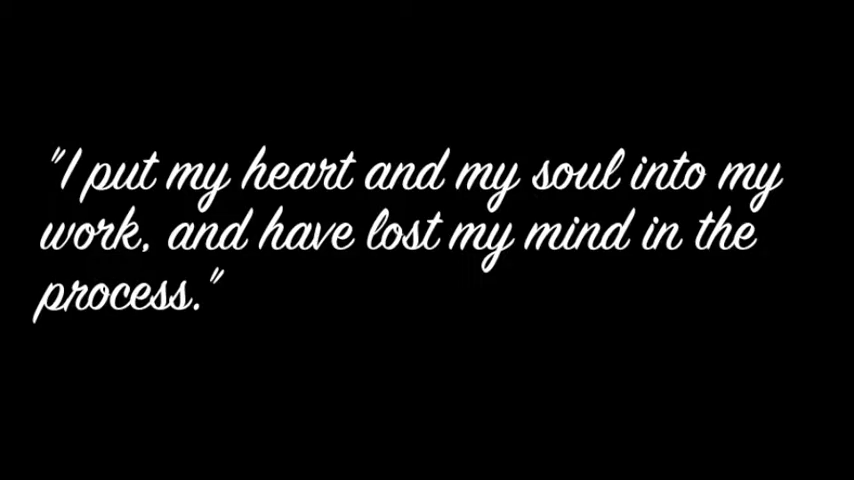 "I put my heart and my soul into my
work, and have lost my mind in the
process."